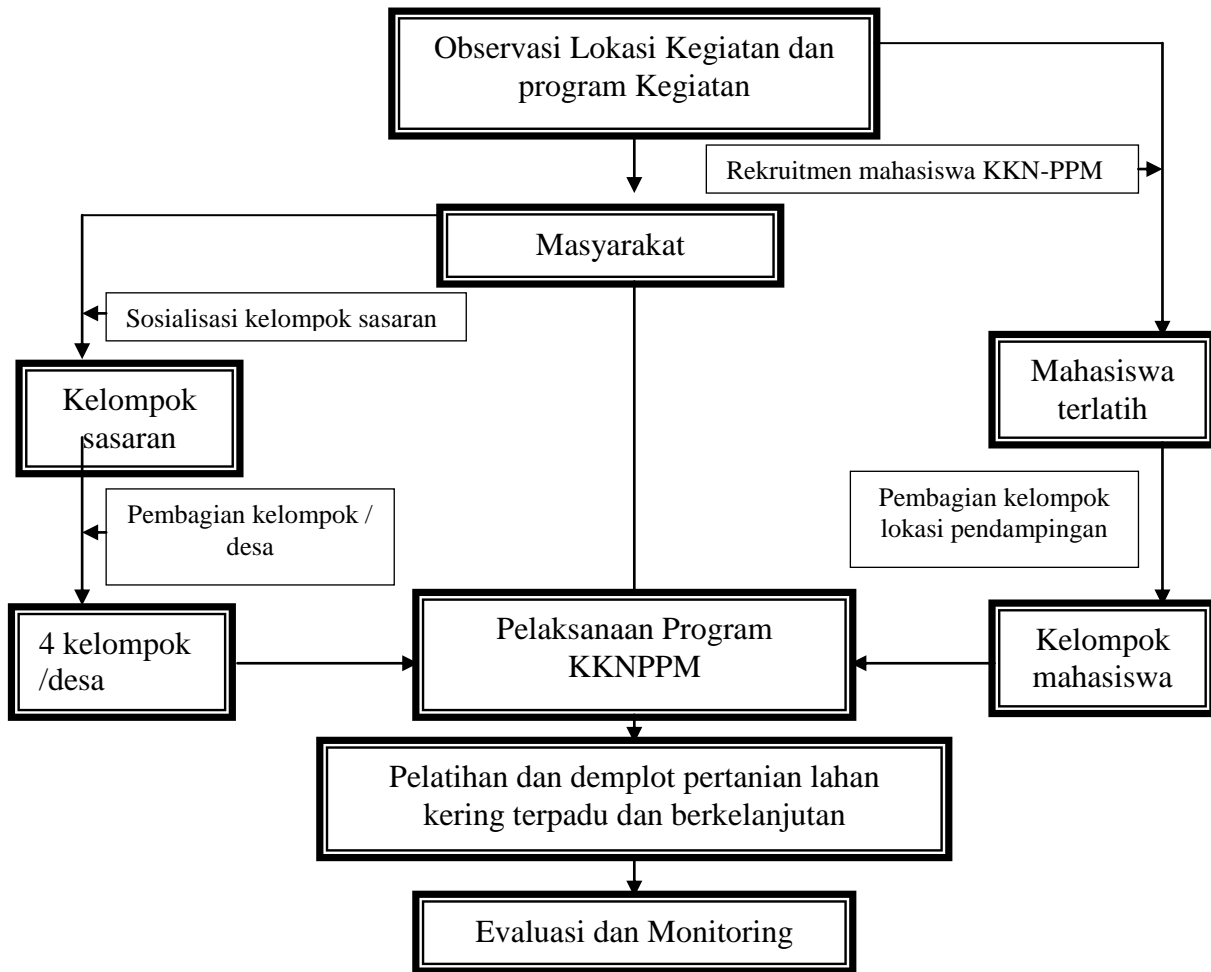 Observasi Lokasi Kegiatan dan
program Kegiatan
Rekruitmen mahasiswa KKN-PPM
Masyarakat
Sosialisasi kelompok sasaran
Kelompok
sasaran
Mahasiswa
terlatih
Pembagian kelompok /
desa
Pembagian kelompok
lokasi pendampingan
4 kelompok
/desa
Pelaksanaan Program
KKNPPM
Kelompok
mahasiswa
Pelatihan dan demplot pertanian lahan
kering terpadu dan berkelanjutan
Evaluasi dan Monitoring